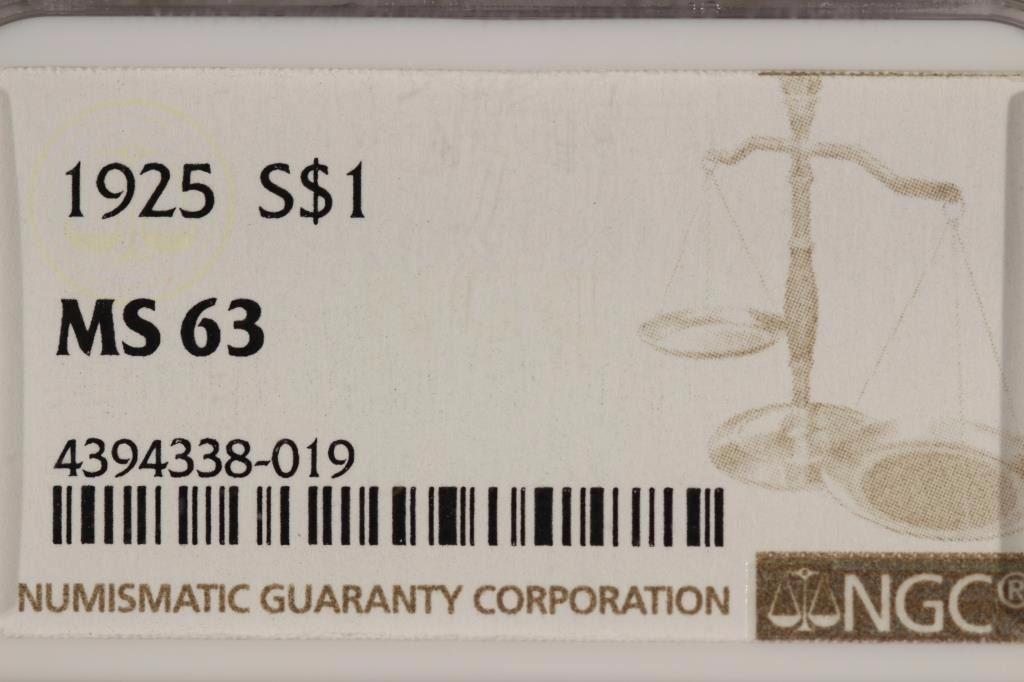 1925 S$1
MS 63
4394338-019
NUMISMATIC GUARANTY CORPORATION
NGC®